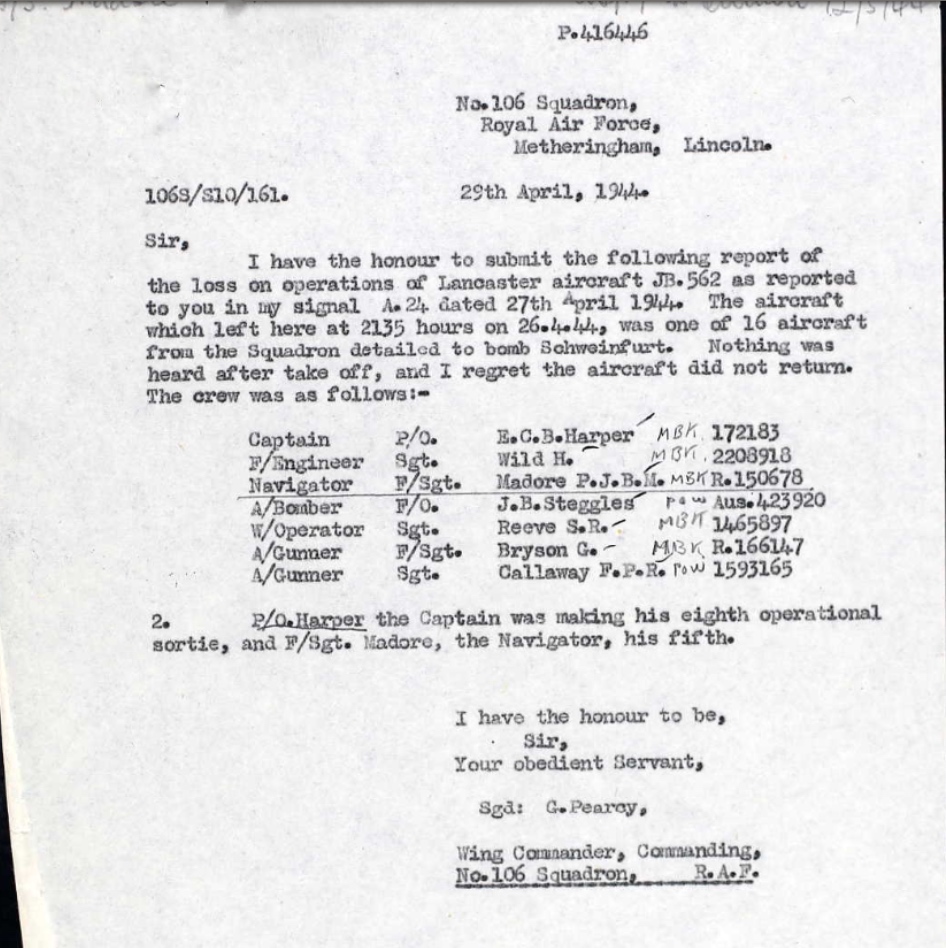 P.416446
No.106 Squadron,
Royal Air Force,
Metheringham, Lincoln.
106S/S10/161. 29th April, 1944.
Sir,
I have the honour to submit the following report of
the loss on operations of Lancaster aircraft JB.562 as reported
to you in my signal A.24 dated 27th April 1944. The aircraft
which left here at 2135 hours on 26.4.44, was one of 16 aircraft
from the Squadron detailed to bomb Schweinfurt. Nothing was
heard after take off, and I regret the aircraft did not return.
The crew was as follows:-
Captain P/O. E.C.B.Harper MBK. 172183
F/Engineer Sgt. Wild H. MBK. 2208918
Navigator F/Sgt. Madore P.J.B.M. MBK R.150678
A/Bomber F/O. J.B.Steggles POW Aus.423920
W/Operator Sgt. Reeve S.R. MBK 1465897
A/Gunner F/Sgt. Bryson G. MBK R.166147
A/Gunner Sgt. Callaway F.P.R. POW 1593165
2. P/O.Harper the Captain was making his eighth operational
sortie, and F/Sgt. Madore, the Navigator, his fifth.
I have the honour to be,
Sir,
Your obedient Servant,
Sgd: G.Pearcy,
Wing Commander, Commanding,
No.106 Squadron, R.A.F.